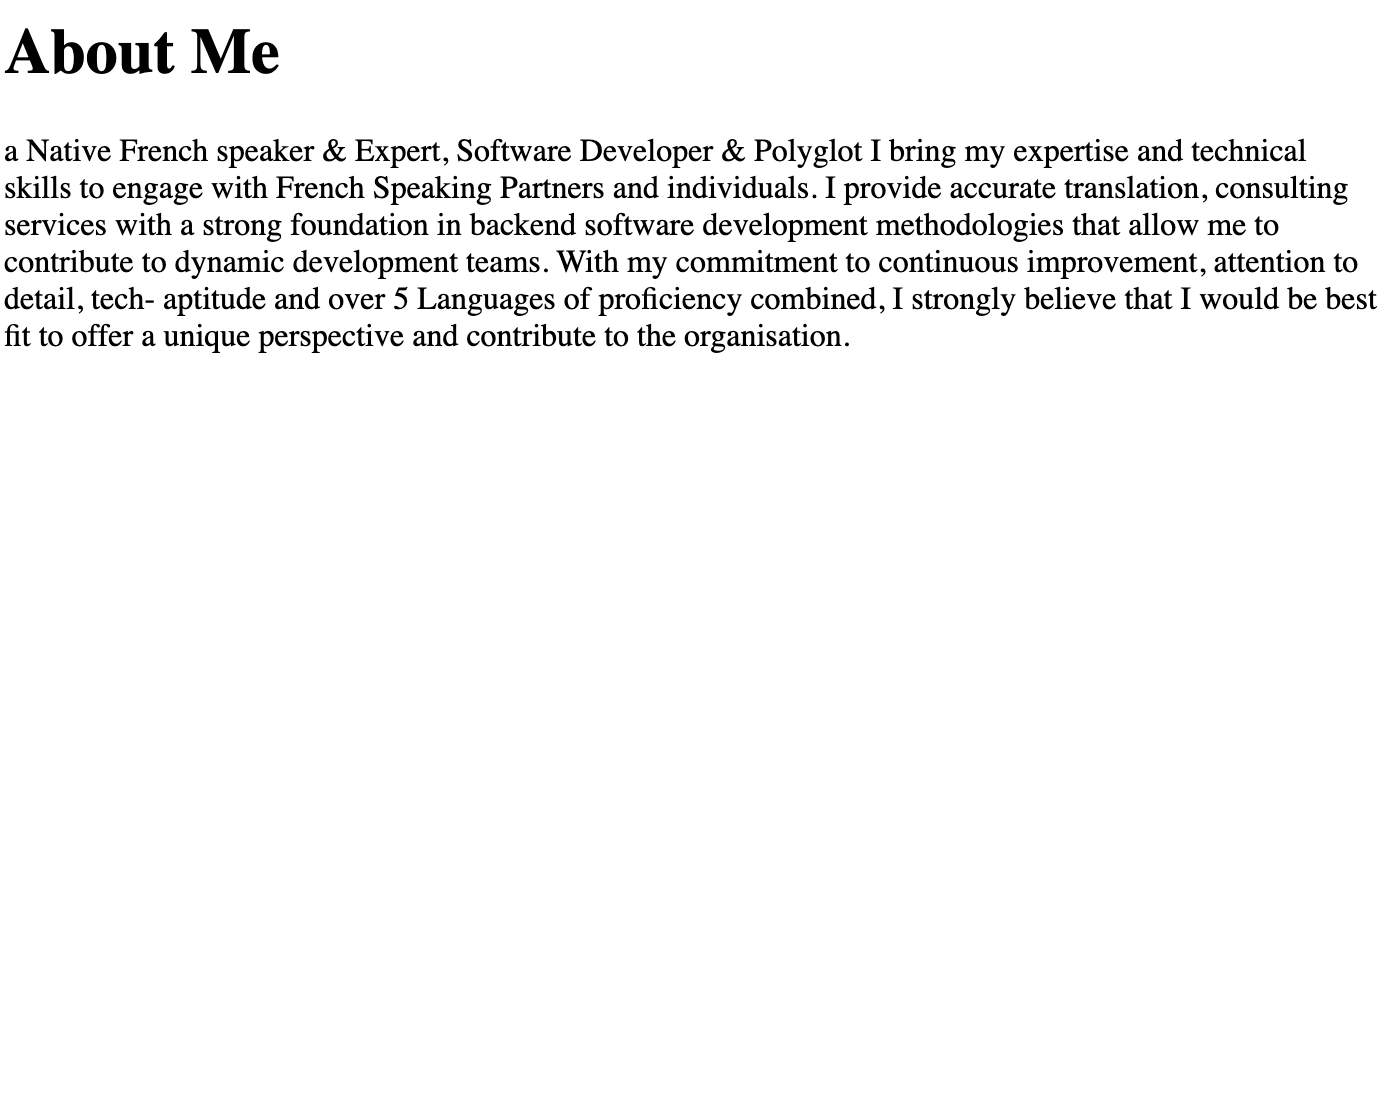 About Me
a Native French speaker & Expert, Software Developer & Polyglot I bring my expertise and technical
skills to engage with French Speaking Partners and individuals. I provide accurate translation, consulting
services with a strong foundation in backend software development methodologies that allow me to
contribute to dynamic development teams. With my commitment to continuous improvement, attention to
detail, tech- aptitude and over 5 Languages of proficiency combined, I strongly believe that I would be best
fit to offer a unique perspective and contribute to the organisation.